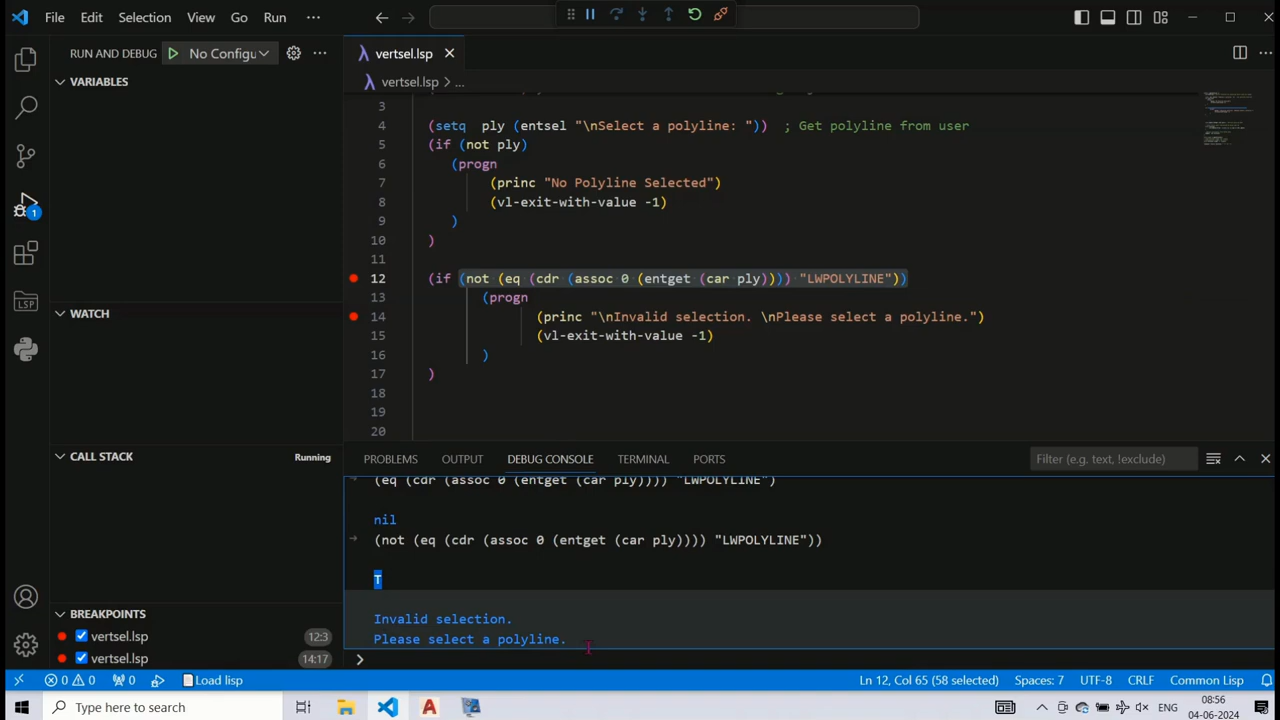 File Edit Selection View Go Run ···
RUN AND DEBUG No Configu
VARIABLES
WATCH
CALL STACK Running
BREAKPOINTS
vertsel.lsp 12:3
vertsel.lsp 14:17
1
LSP
vertsel.lsp
vertsel.lsp > ...
3
4 (setq ply (entsel "\nSelect a polyline: ")) ; Get polyline from user
5 (if (not ply)
6 (progn
7 (princ "No Polyline Selected")
8 (vl-exit-with-value -1)
9 )
10 )
11
12 (if (not (eq (cdr (assoc 0 (entget (car ply)))) "LWPOLYLINE"))
13 (progn
14 (princ "\nInvalid selection. \nPlease select a polyline.")
15 (vl-exit-with-value -1)
16 )
17 )
18
19
20
PROBLEMS OUTPUT DEBUG CONSOLE TERMINAL PORTS Filter (e.g. text, !exclude)
(eq (cdr (assoc 0 (entget (car ply)))) "LWPOLYLINE")
nil
(not (eq (cdr (assoc 0 (entget (car ply)))) "LWPOLYLINE"))
T
Invalid selection.
Please select a polyline.
0 0 0 Load lisp Ln 12, Col 65 (58 selected) Spaces: 7 UTF-8 CRLF Common Lisp
Type here to search ENG 08:56
04-06-2024